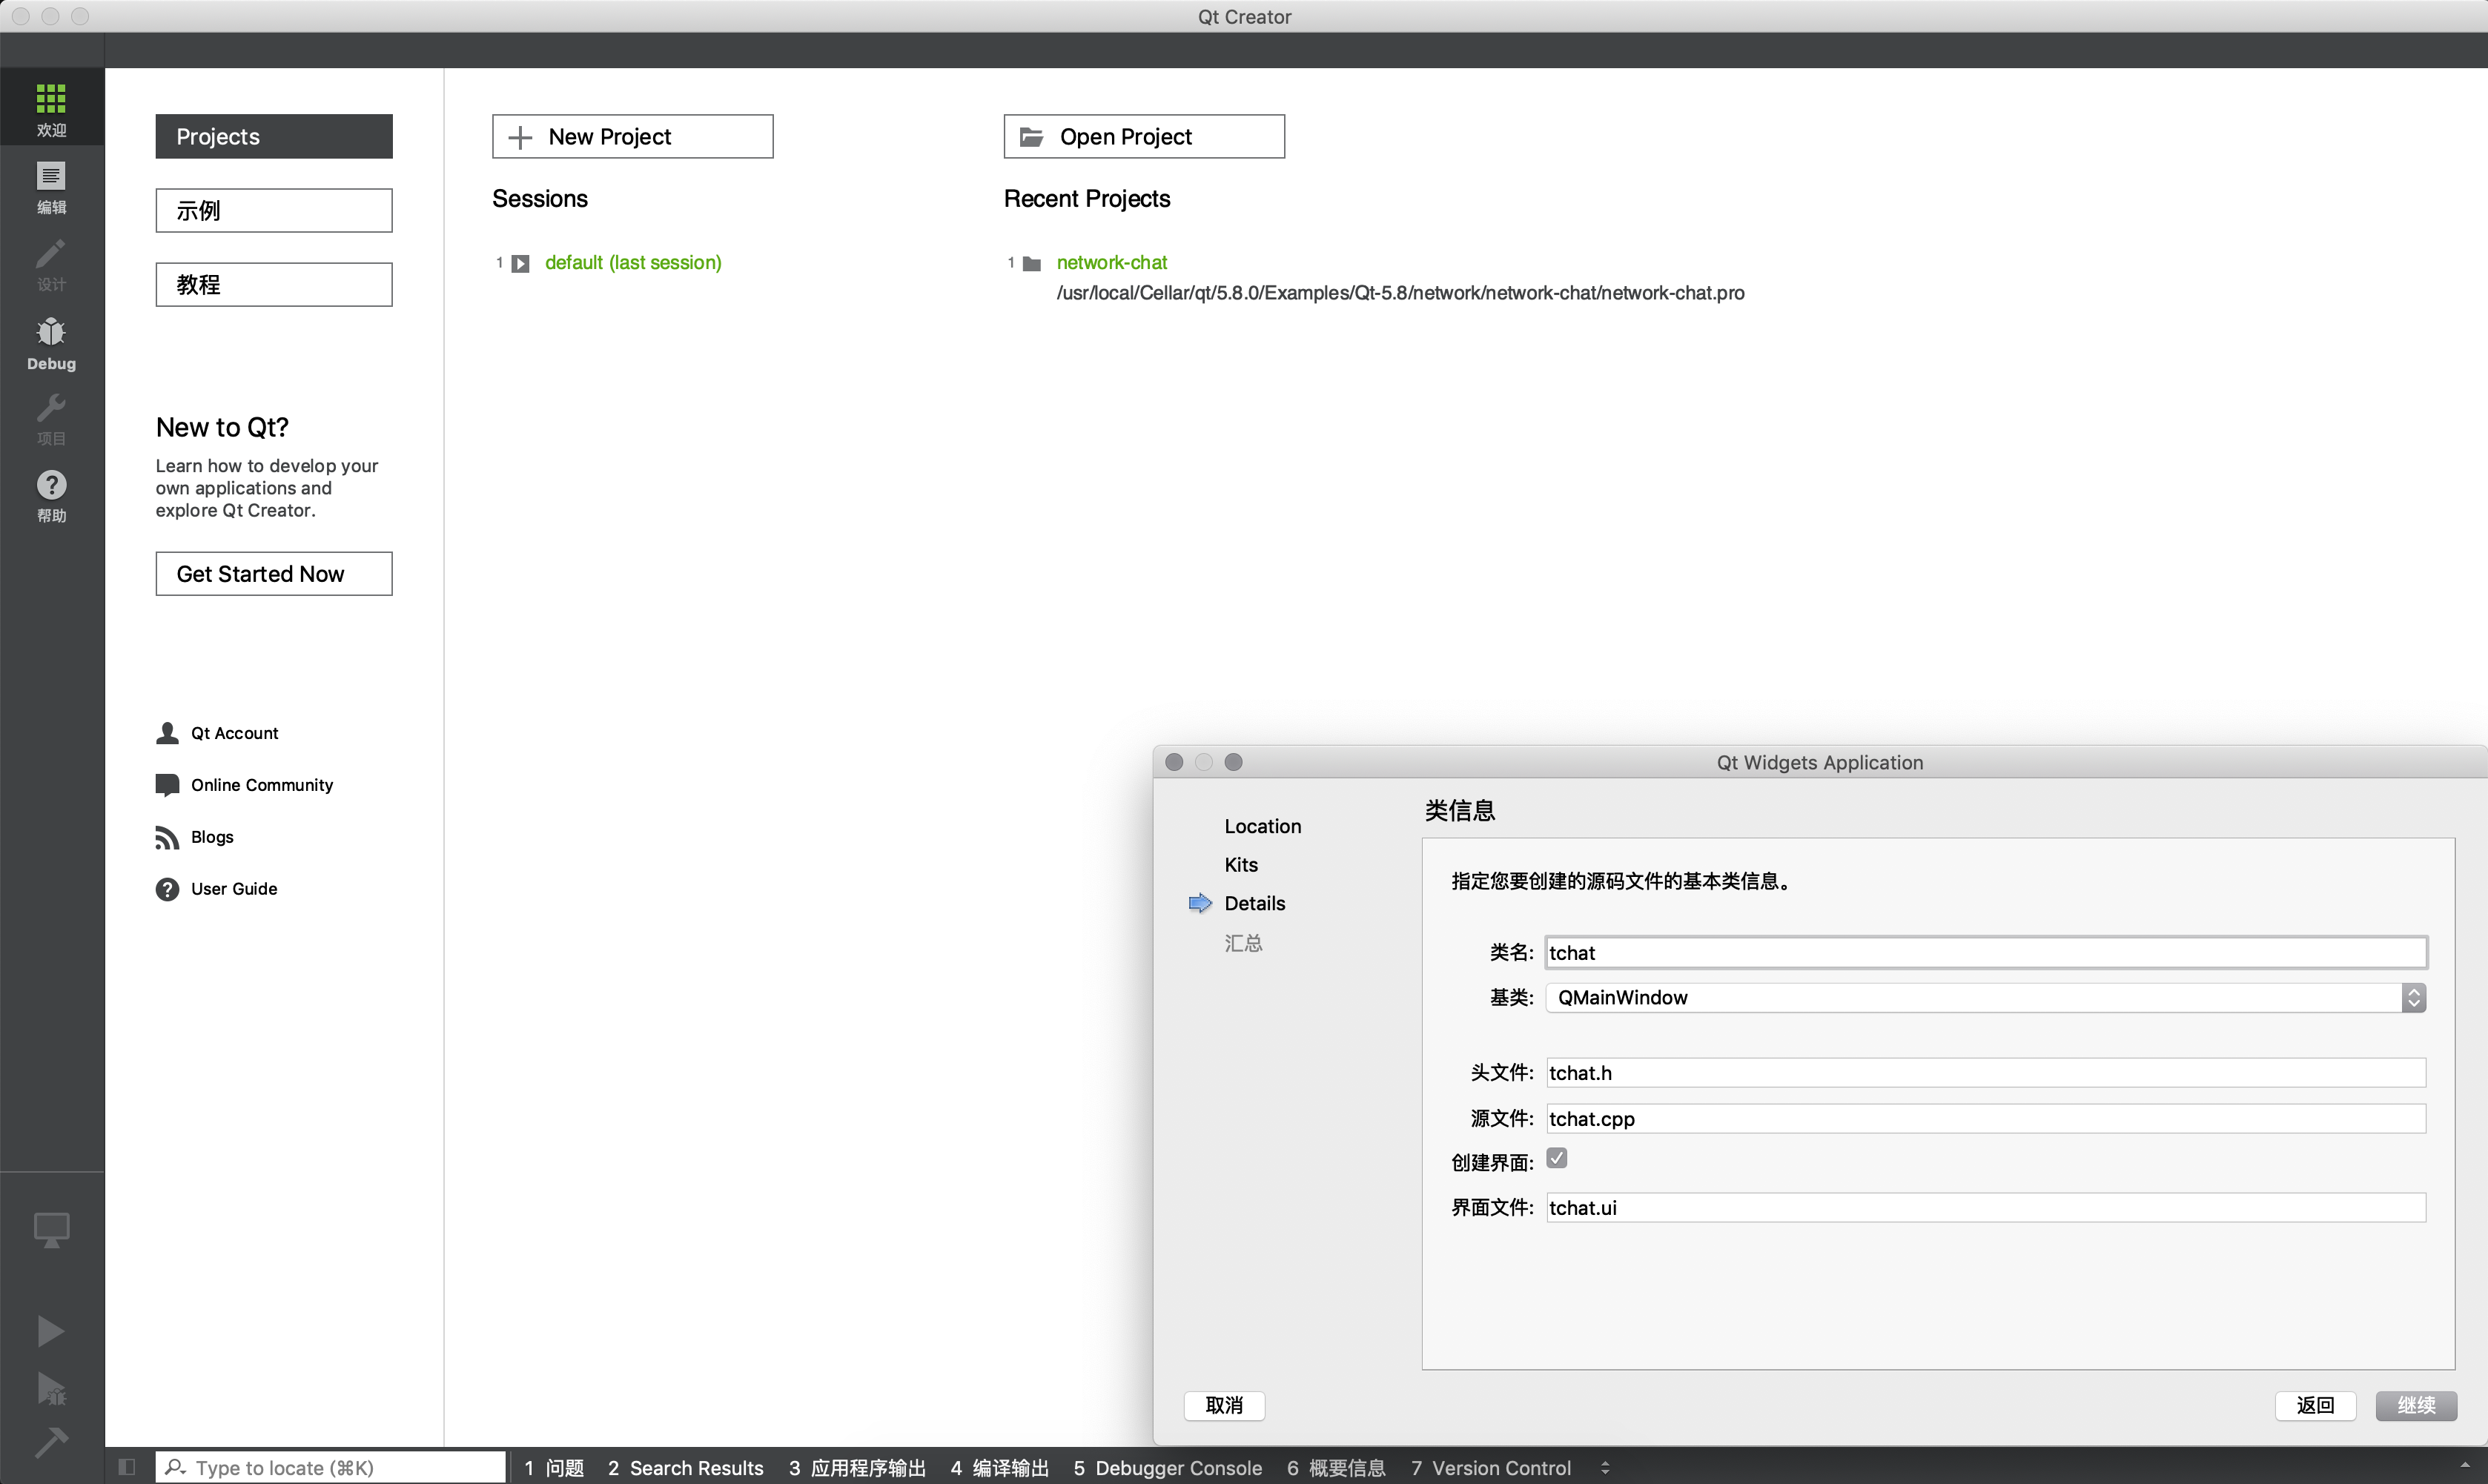 Qt Creator
欢迎
编辑
设计
Debug
项目
帮助
Projects
示例
教程
New to Qt?
Learn how to develop your
own applications and
explore Qt Creator.
Get Started Now
Qt Account
Online Community
Blogs
User Guide
New Project
Sessions
1 default (last session)
Open Project
Recent Projects
1 network-chat
/usr/local/Cellar/qt/5.8.0/Examples/Qt-5.8/network/network-chat/network-chat.pro
Qt Widgets Application
Location
Kits
Details
汇总
类信息
指定您要创建的源码文件的基本类信息。
类名: tchat
基类: QMainWindow
头文件: tchat.h
源文件: tchat.cpp
创建界面:
界面文件: tchat.ui
取消
返回
继续
Type to locate (⌘K)
1 问题 2 Search Results 3 应用程序输出 4 编译输出 5 Debugger Console 6 概要信息 7 Version Control